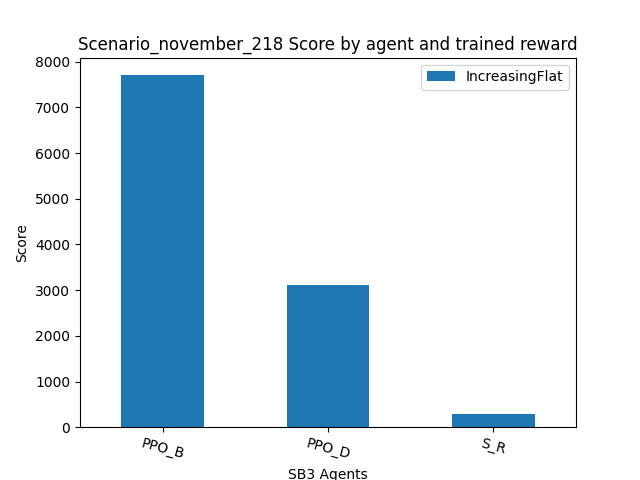 Scenario_november_218 Score by agent and trained reward
IncreasingFlat
8000
7000
6000
5000
4000
3000
2000
1000
0
Score
PPO_B
PPO_D
S_R
SB3 Agents